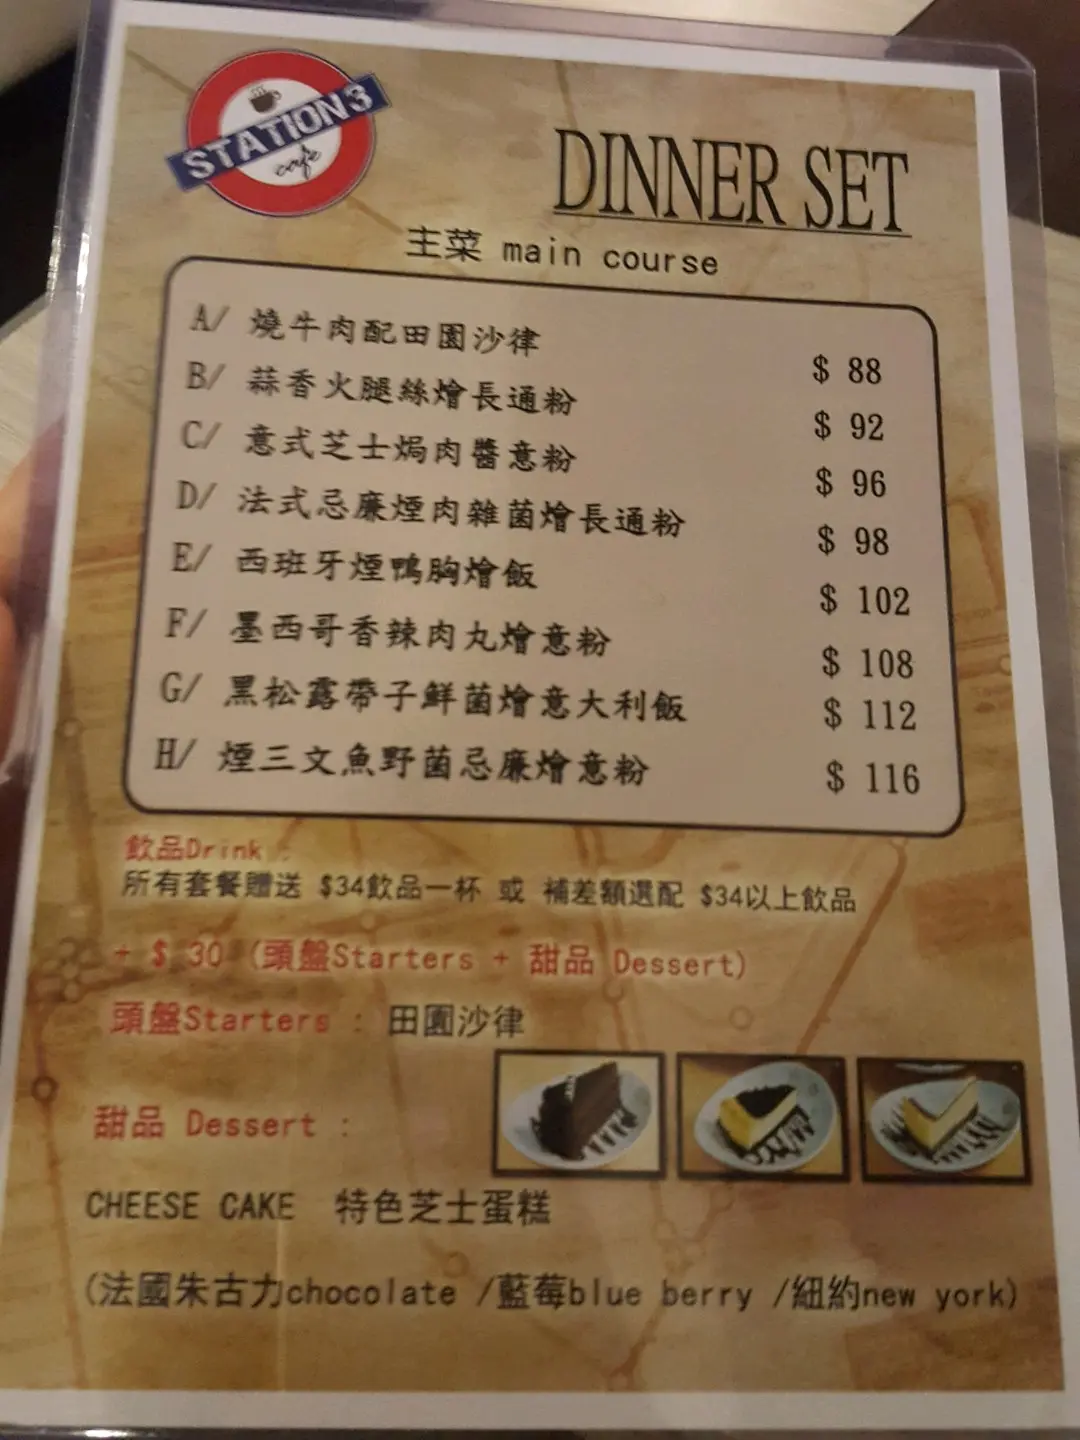 STATION3
cafe
DINNER SET
主菜 main course
A/ 燒牛肉配田園沙律 $ 88
B/ 蒜香火腿絲燴長通粉 $ 92
C/ 意式芝士焗肉醬意粉 $ 96
D/ 法式忌廉煙肉雜菌燴長通粉 $ 98
E/ 西班牙煙鴨胸燴飯 $ 102
F/ 墨西哥香辣肉丸燴意粉 $ 108
G/ 黑松露帶子鮮菌燴意大利飯 $ 112
H/ 煙三文魚野菌忌廉燴意粉 $ 116
飲品Drink :
所有套餐贈送 $34飲品一杯 或 補差額選配 $34以上飲品
+ $ 30 (頭盤Starters + 甜品 Dessert)
頭盤Starters : 田園沙律
甜品 Dessert :
CHEESE CAKE 特色芝士蛋糕
(法國朱古力chocolate /藍莓blue berry /紐約new york)